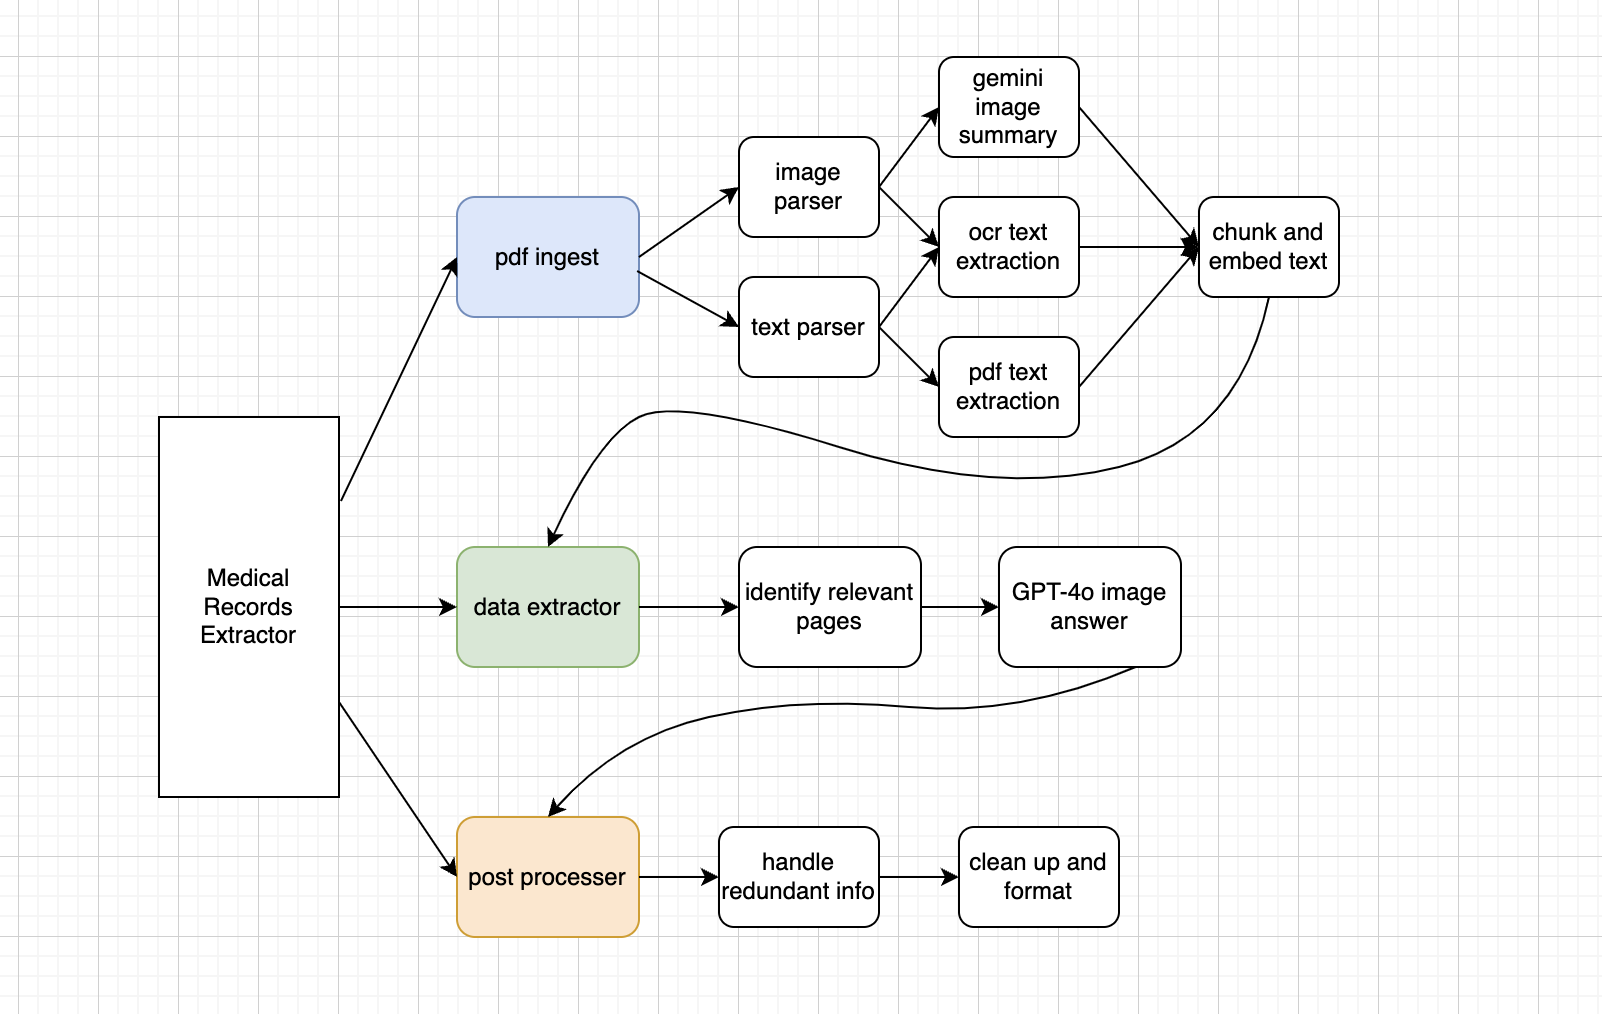 gemini
image
summary
image
parser
ocr text
extraction
chunk and
embed text
pdf ingest
text parser
pdf text
extraction
Medical
Records
Extractor
data extractor
identify relevant
pages
GPT-4o image
answer
post processer
handle
redundant info
clean up and
format